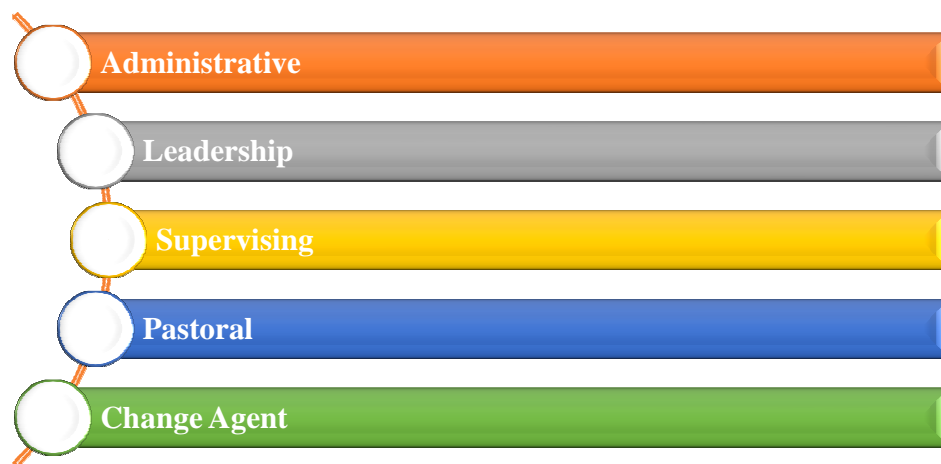 Administrative
Leadership
Supervising
Pastoral
Change Agent